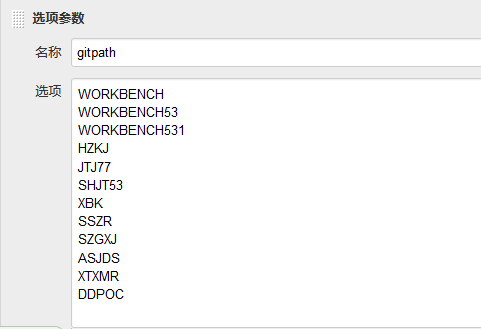 选项参数
名称
gitpath
选项
WORKBENCH
WORKBENCH53
WORKBENCH531
HZKJ
JTJ77
SHJT53
XBK
SSZR
SZGXJ
ASJDS
XTXMR
DDPOC